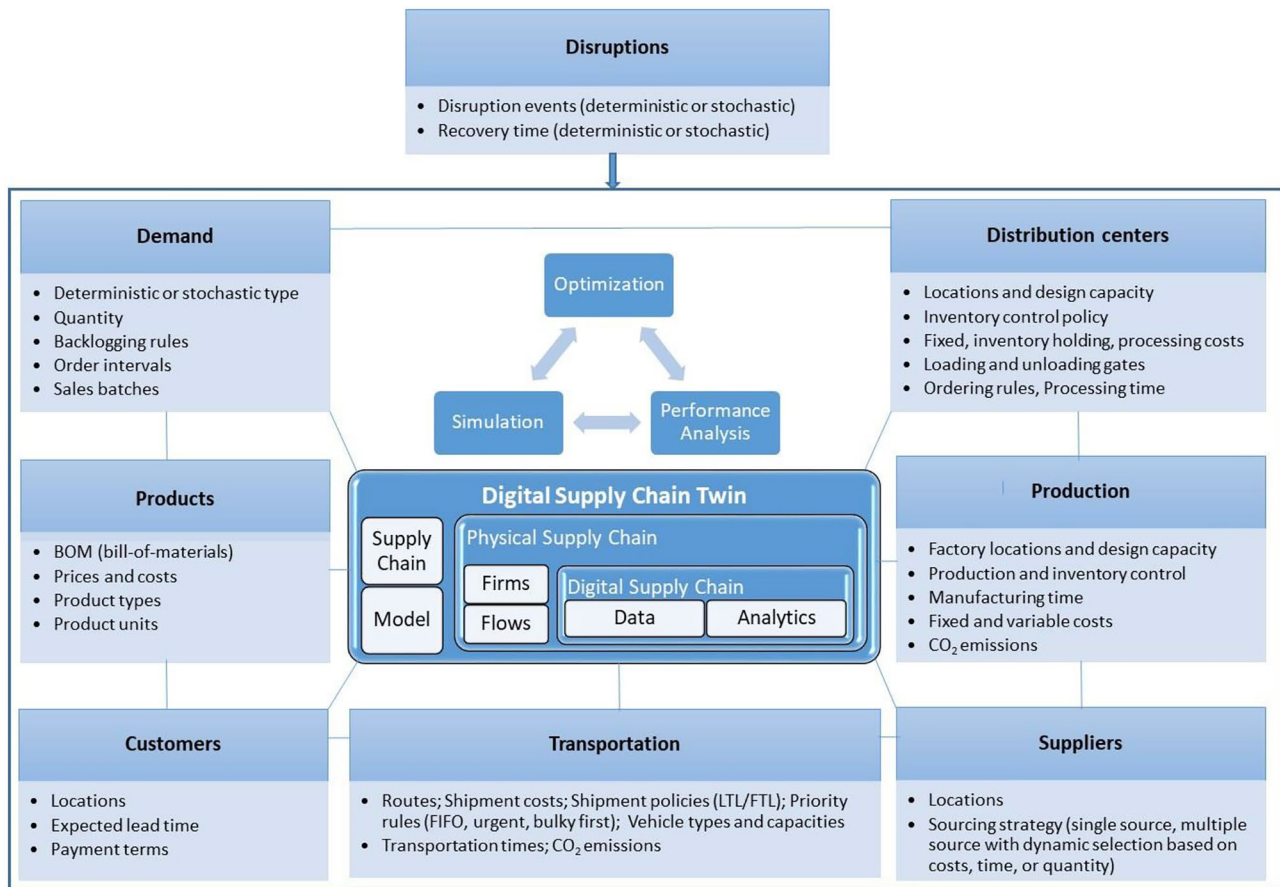 Disruptions
• Disruption events (deterministic or stochastic)
• Recovery time (deterministic or stochastic)
Demand
• Deterministic or stochastic type
• Quantity
• Backlogging rules
• Order intervals
• Sales batches
Optimization
Simulation
Performance
Analysis
Distribution centers
• Locations and design capacity
• Inventory control policy
• Fixed, inventory holding, processing costs
• Loading and unloading gates
• Ordering rules, Processing time
Products
• BOM (bill-of-materials)
• Prices and costs
• Product types
• Product units
Digital Supply Chain Twin
Supply
Chain
Model
Physical Supply Chain
Firms
Flows
Digital Supply Chain
Data
Analytics
Production
• Factory locations and design capacity
• Production and inventory control
• Manufacturing time
• Fixed and variable costs
• CO₂ emissions
Customers
• Locations
• Expected lead time
• Payment terms
Transportation
• Routes; Shipment costs; Shipment policies (LTL/FTL); Priority
rules (FIFO, urgent, bulky first); Vehicle types and capacities
• Transportation times; CO₂ emissions
Suppliers
• Locations
• Sourcing strategy (single source, multiple
source with dynamic selection based on
costs, time, or quantity)